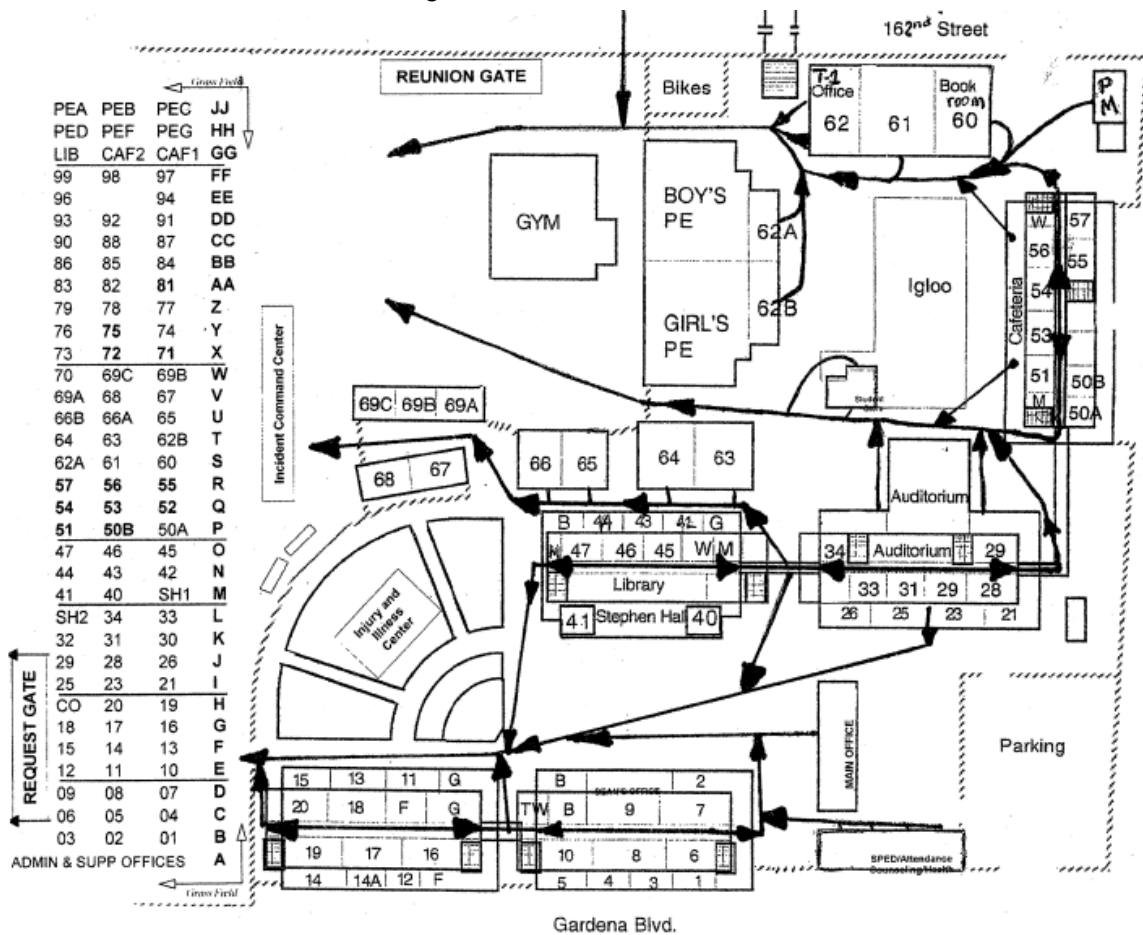 162nd Street
REUNION GATE
Bikes
T-1
Office
Book
room
62 61 60
PM
Grass Field
PEA PEB PEC JJ
PED PEF PEG HH
LIB CAF2 CAF1 GG
99 98 97 FF
96 94 EE
93 92 91 DD
90 88 87 CC
86 85 84 BB
83 82 81 AA
79 78 77 Z
76 75 74 Y
73 72 71 X
70 69C 69B W
69A 68 67 V
66B 66A 65 U
64 63 62B T
62A 61 60 S
57 56 55 R
54 53 52 Q
51 50B 50A P
47 46 45 O
44 43 42 N
41 40 SH1 M
SH2 34 33 L
32 31 30 K
29 28 26 J
25 23 21 I
CO 20 19 H
18 17 16 G
15 14 13 F
12 11 10 E
09 08 07 D
06 05 04 C
03 02 01 B
ADMIN & SUPP OFFICES A
Grass Field
REQUEST GATE
Incident Command Center
GYM
BOY'S
PE
62A
GIRL'S
PE
62B
Igloo
Cafeteria
W
56
54
53
51
M
57
55
50B
50A
Student
69C 69B 69A
68 67
66 65
64 63
Auditorium
B 44 43 42 G
47 46 45 W M
Library
41 Stephen Hall 40
34 Auditorium 29
33 31 29 28
26 25 23 21
Injury and
Illness
Center
MAIN OFFICE
Parking
15 13 11 G
20 18 F G
19 17 16
14 14A 12 F
B 2
DEAN'S OFFICE
T W B 9 7
10 8 6
5 4 3 1
SPED/Attendance
Counseling/Health
Gardena Blvd.